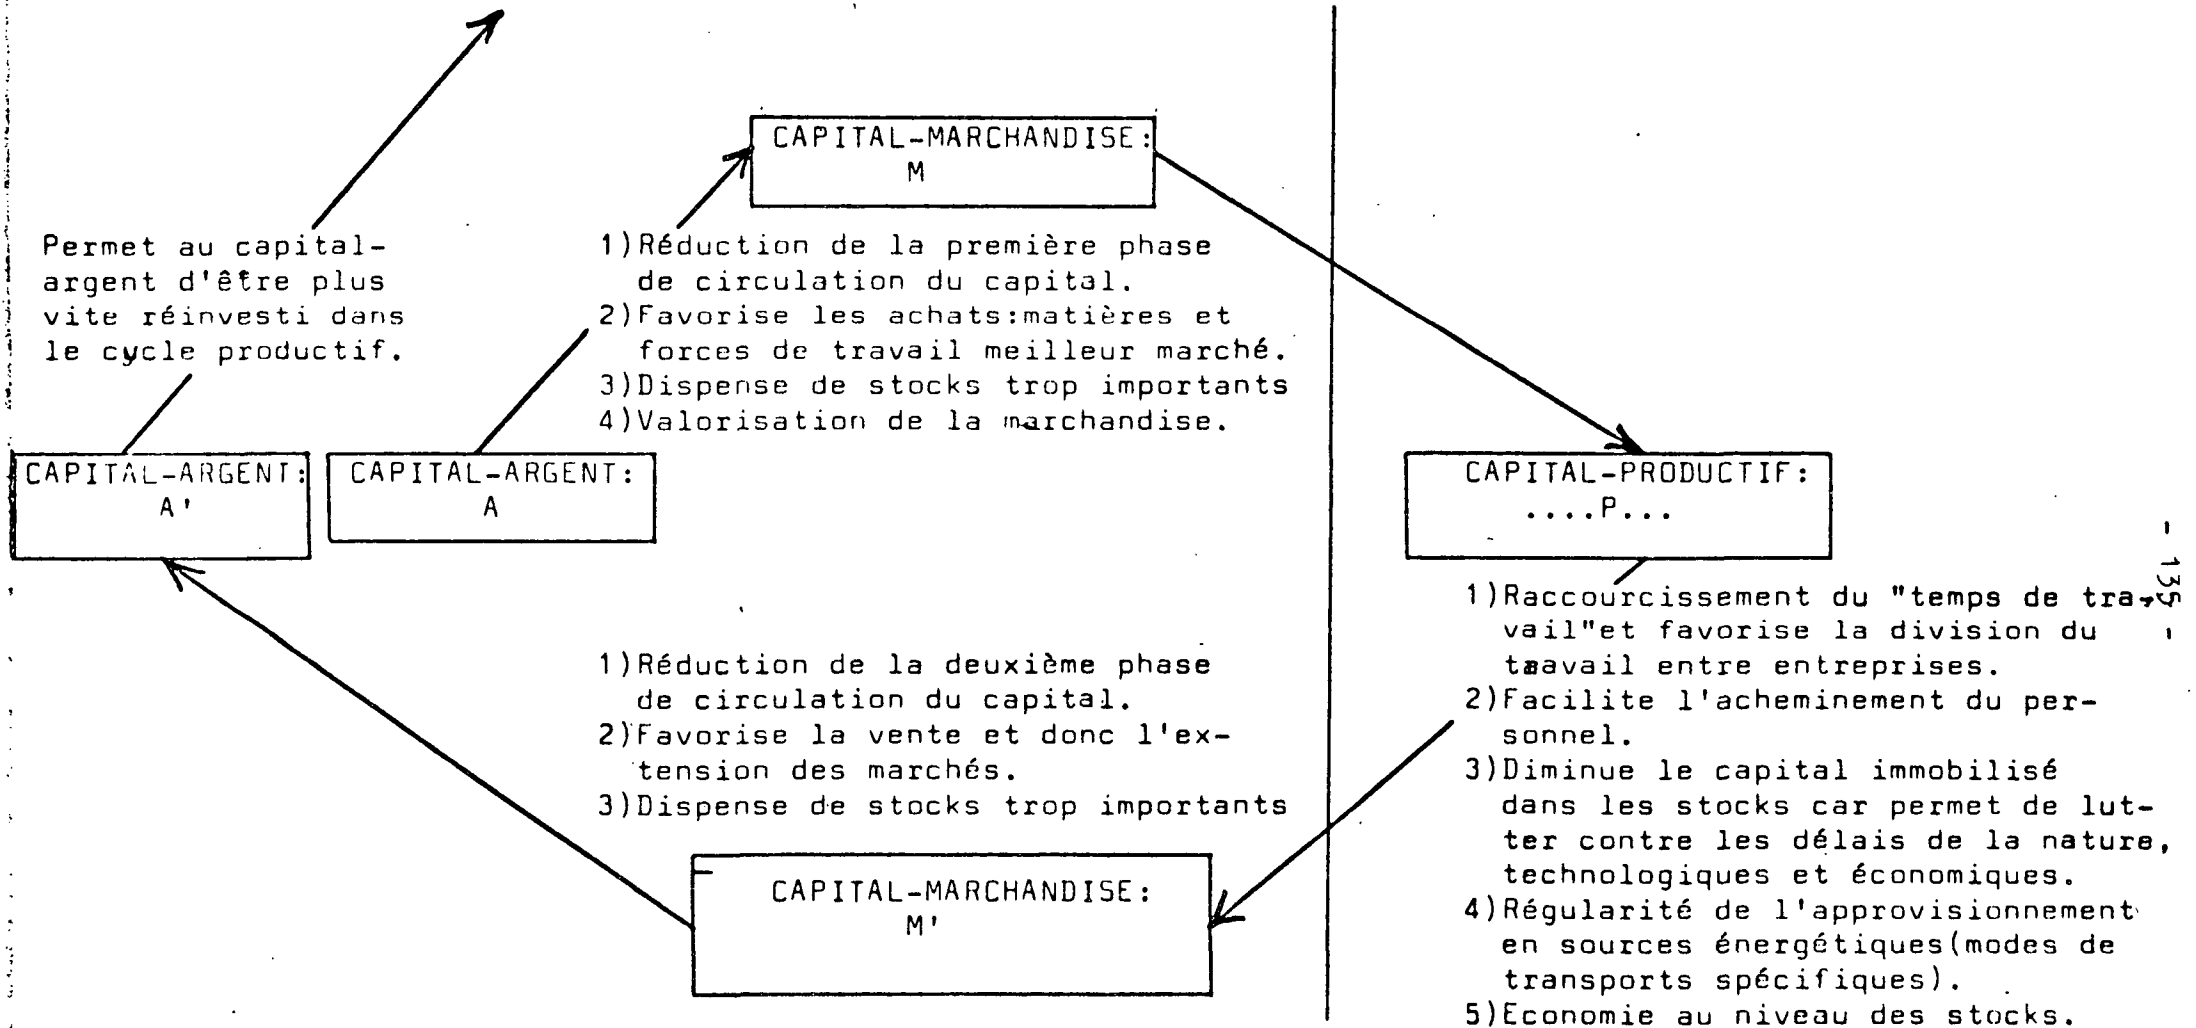 CAPITAL-MARCHANDISE:
M
Permet au capital-
argent d'être plus
vite réinvesti dans
le cycle productif.
1)Réduction de la première phase
de circulation du capital.
2)Favorise les achats:matières et
forces de travail meilleur marché.
3)Dispense de stocks trop importants
4)Valorisation de la marchandise.
CAPITAL-ARGENT:
A'
CAPITAL-ARGENT:
A
CAPITAL-PRODUCTIF:
....P...
1)Raccourcissement du "temps de tra-
vail"et favorise la division du
taavail entre entreprises.
2)Facilite l'acheminement du per-
sonnel.
3)Diminue le capital immobilisé
dans les stocks car permet de lut-
ter contre les délais de la nature,
technologiques et économiques.
4)Régularité de l'approvisionnement
en sources énergétiques(modes de
transports spécifiques).
5)Economie au niveau des stocks.
1)Réduction de la deuxième phase
de circulation du capital.
2)Favorise la vente et donc l'ex-
tension des marchés.
3)Dispense de stocks trop importants
CAPITAL-MARCHANDISE:
M'
- 135 -